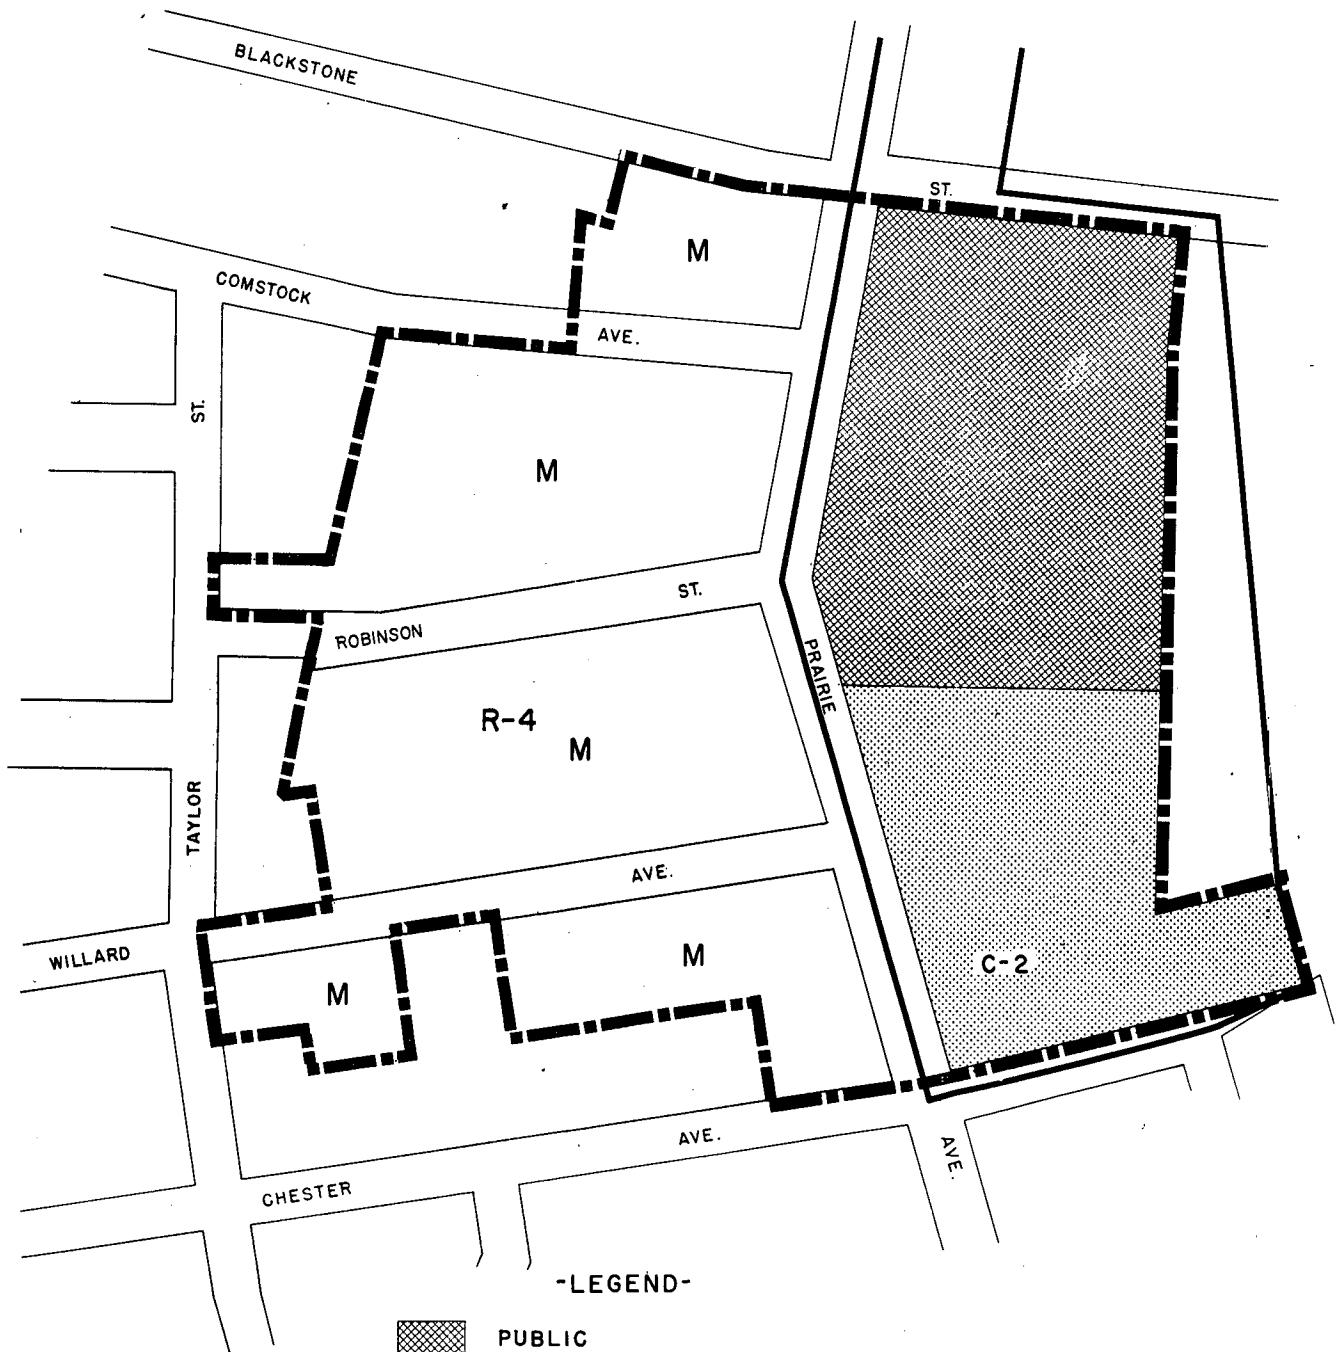 BLACKSTONE
ST.
M
COMSTOCK
AVE.
ST.
M
ST.
ROBINSON
PRAIRIE
R-4
M
TAYLOR
AVE.
WILLARD
M
C-2
M
AVE.
AVE.
CHESTER
-LEGEND-
PUBLIC